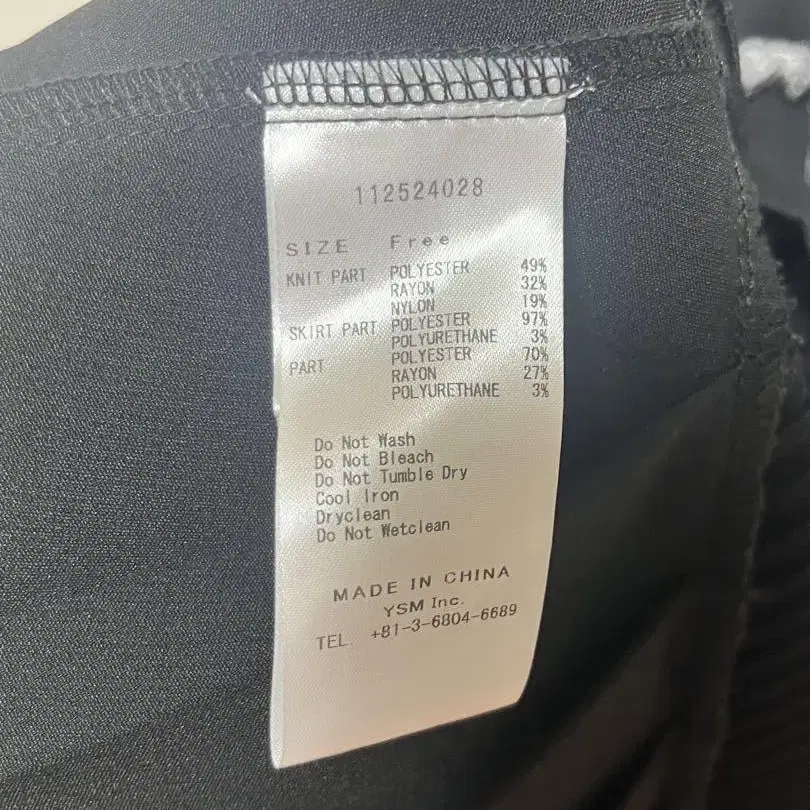 112524028
SIZE Free
KNIT PART POLYESTER 49%
RAYON 32%
NYLON 19%
SKIRT PART POLYESTER 97%
POLYURETHANE 3%
PART POLYESTER 70%
RAYON 27%
POLYURETHANE 3%
Do Not Wash
Do Not Bleach
Do Not Tumble Dry
Cool Iron
Dryclean
Do Not Wetclean
MADE IN CHINA
YSM Inc.
TEL. +81-3-6804-6689